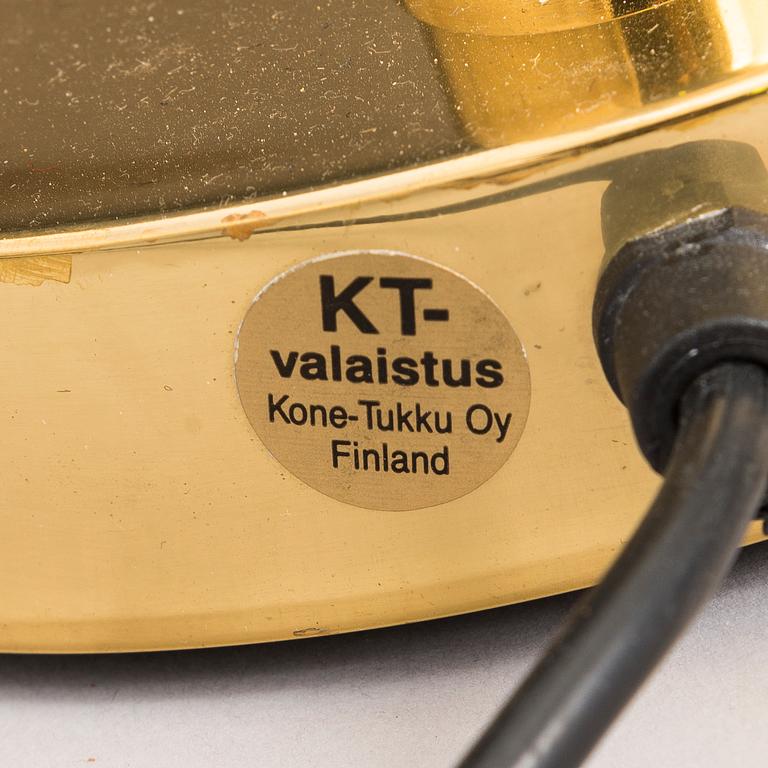 KT-
valaistus
Kone-Tukku Oy
Finland